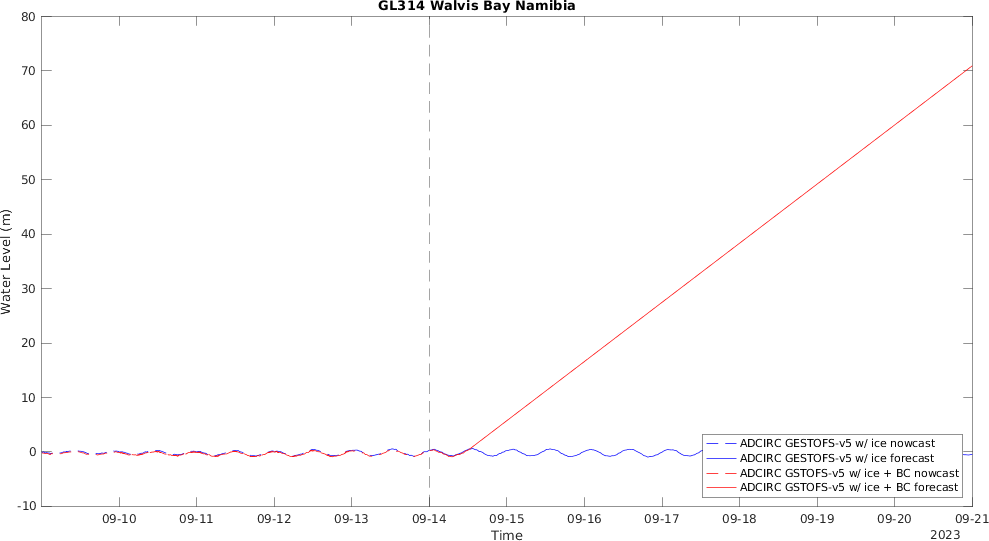 GL314 Walvis Bay Namibia
80
70
60
50
40
30
20
10
0
-10
Water Level (m)
09-10 09-11 09-12 09-13 09-14 09-15 09-16 09-17 09-18 09-19 09-20 09-21
Time
2023
ADCIRC GESTOFS-v5 w/ ice nowcast
ADCIRC GESTOFS-v5 w/ ice forecast
ADCIRC GSTOFS-v5 w/ ice + BC nowcast
ADCIRC GSTOFS-v5 w/ ice + BC forecast